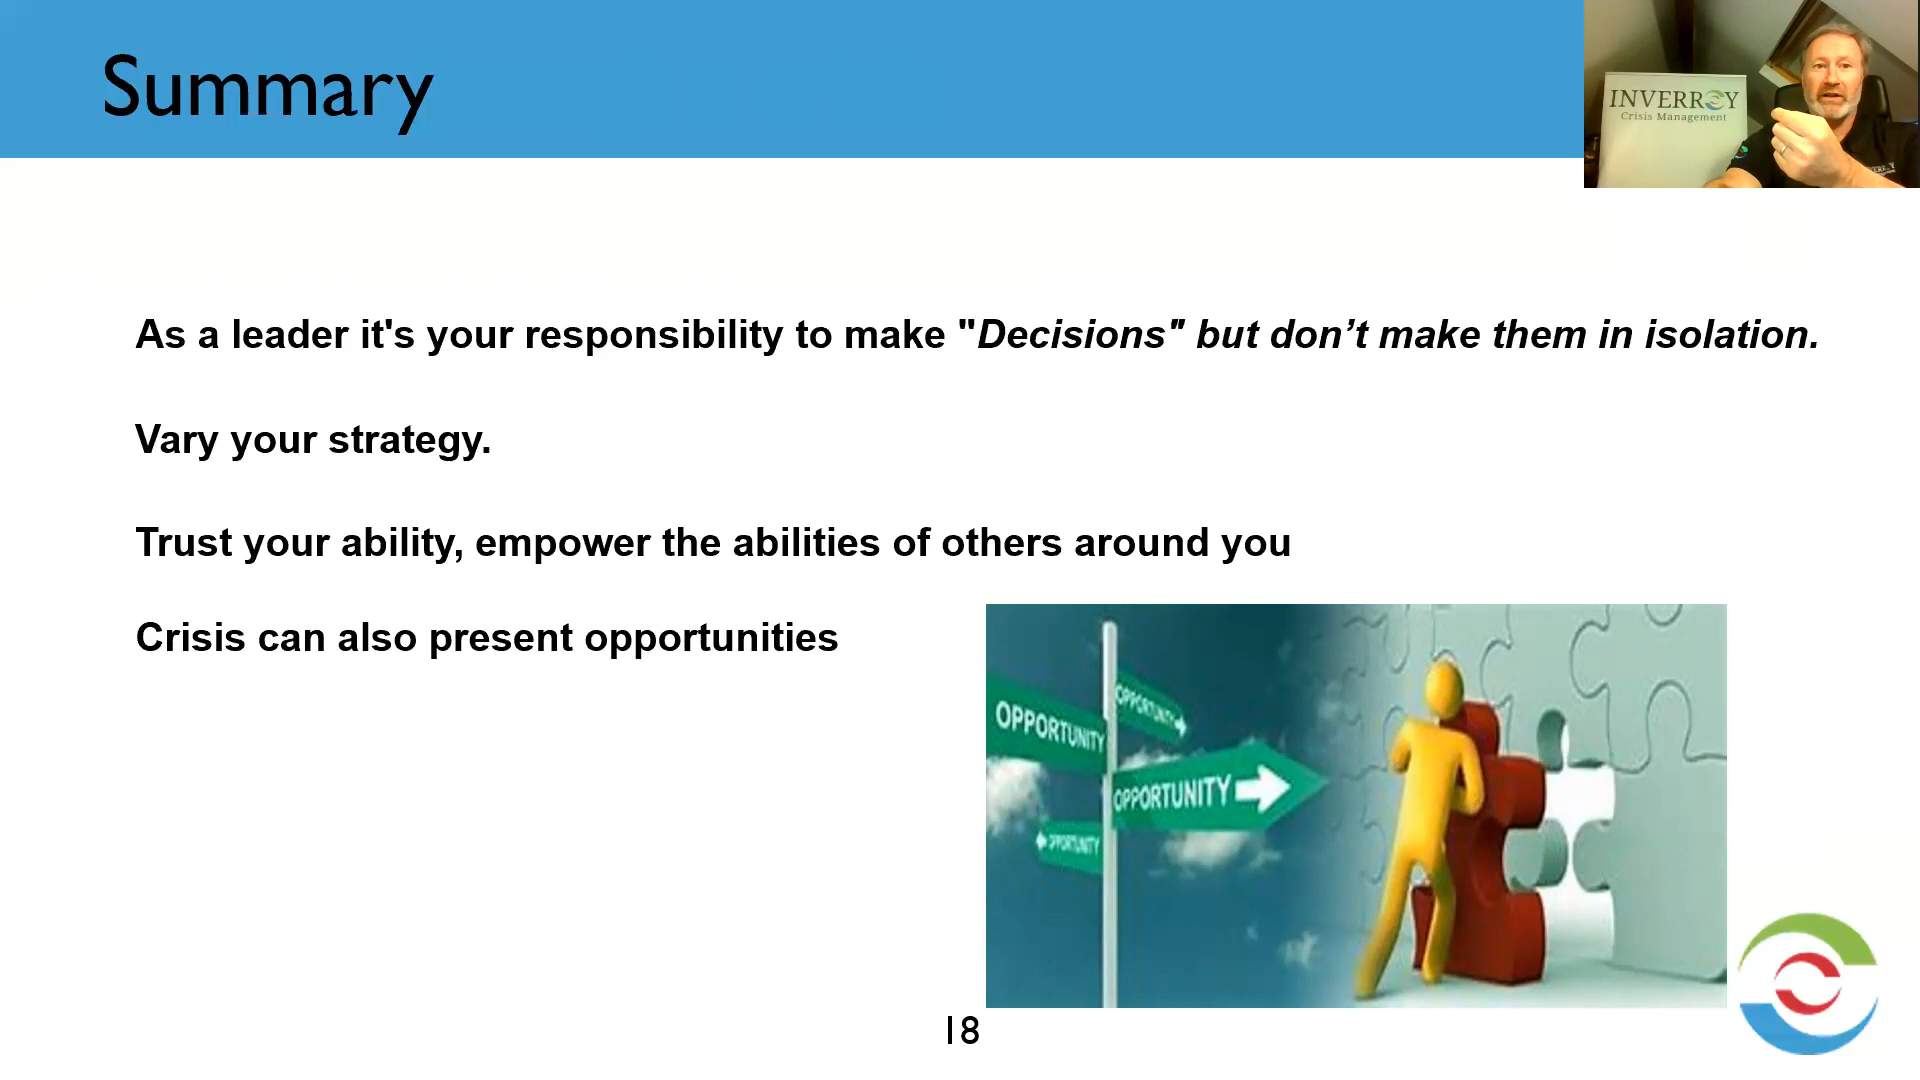 Summary
INVERROY
Crisis Management
As a leader it's your responsibility to make "Decisions" but don’t make them in isolation.
Vary your strategy.
Trust your ability, empower the abilities of others around you
Crisis can also present opportunities
OPPORTUNITY
OPPORTUNITY
OPPORTUNITY
OPPORTUNITY
18